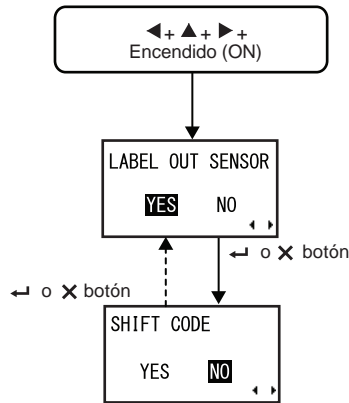 ◀ + ▲ + ▶ +
Encendido (ON)
LABEL OUT SENSOR
YES NO
↵ o ✕ botón
↵ o ✕ botón
SHIFT CODE
YES NO